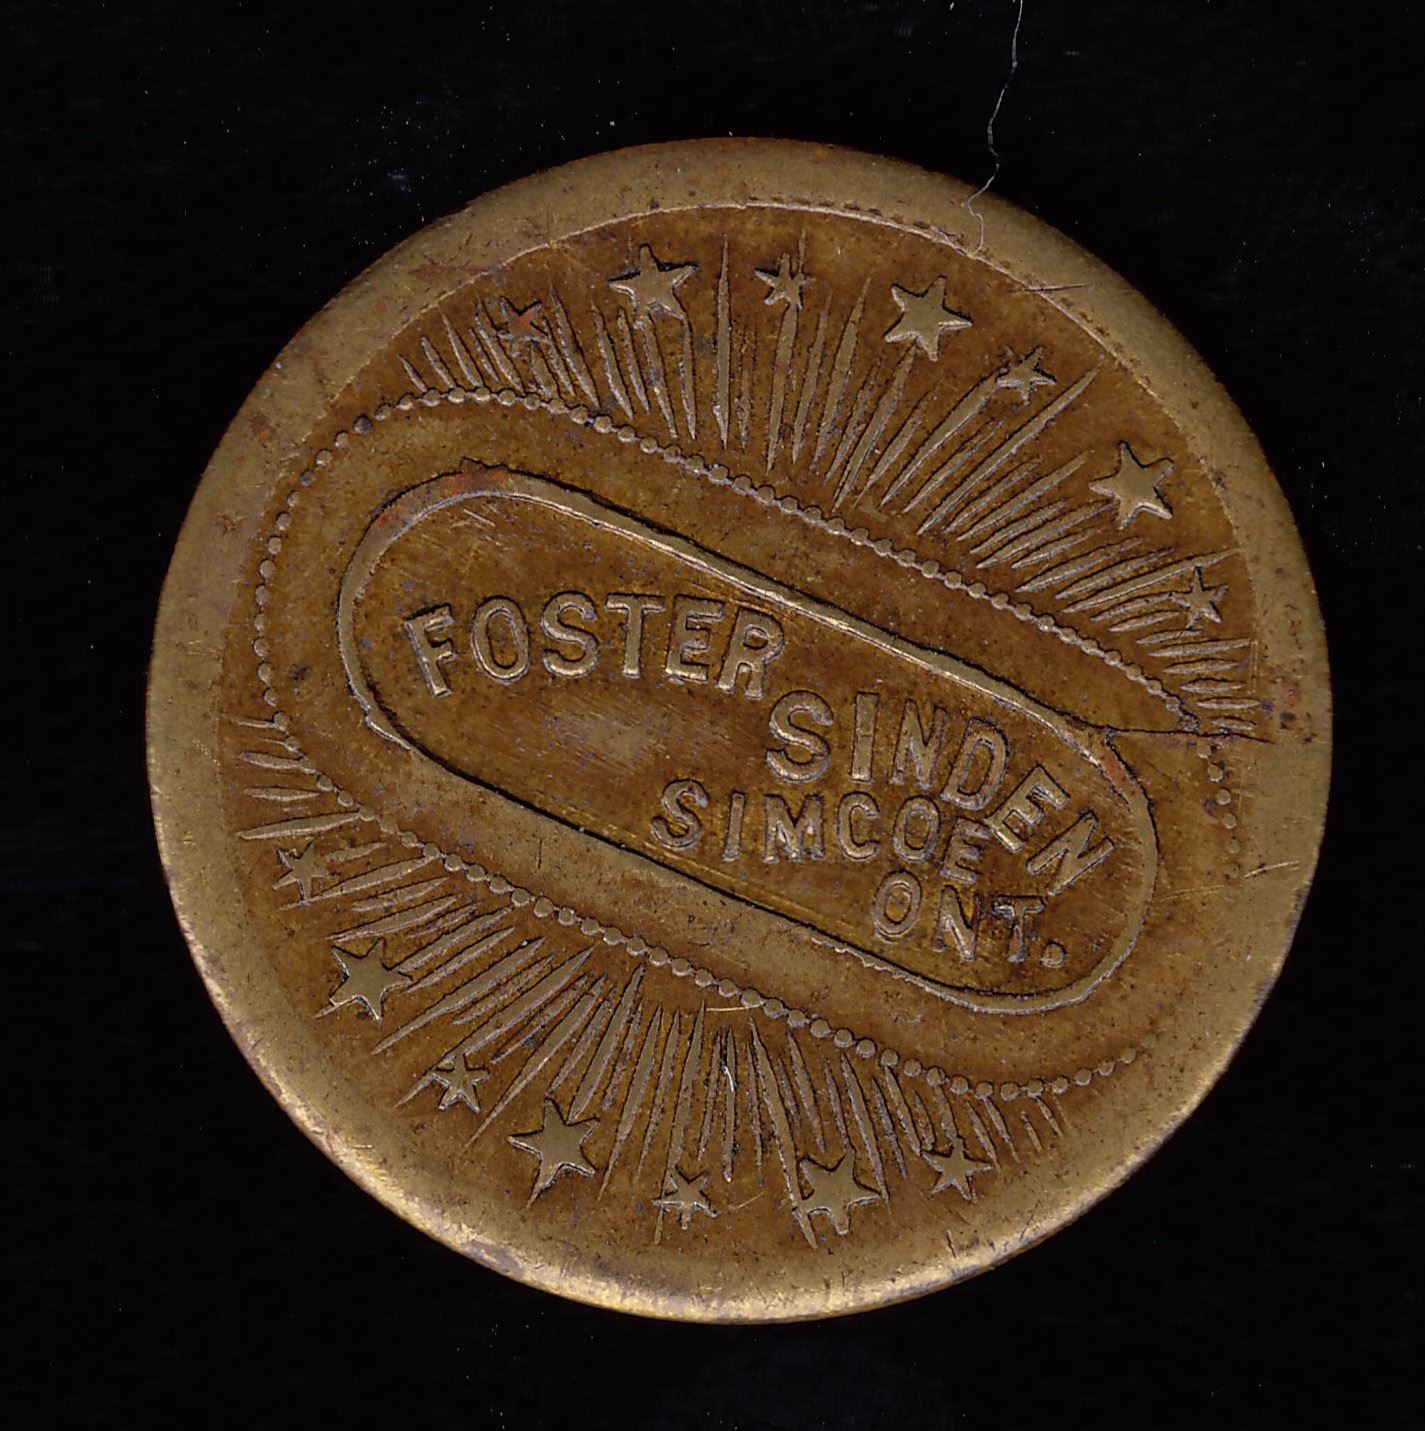 FOSTER
SINDEN
SIMCOE
ONT.